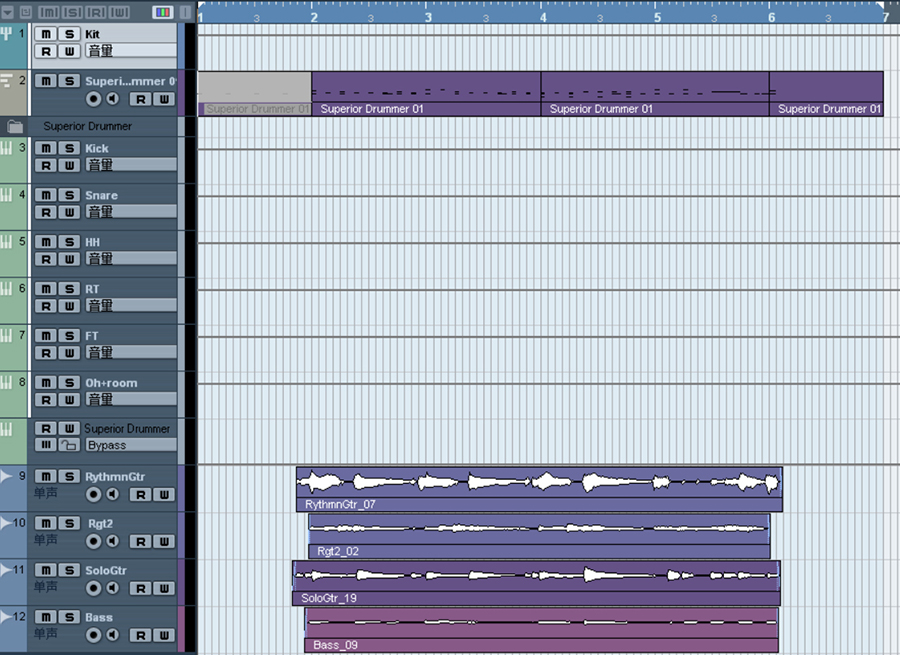 M S R W
1 3 2 3 3 3 4 3 5 3 6 3 7
1 m S Kit
R W 音量
2 m S Superi...mmer 0
R W
Superior Drummer 01 Superior Drummer 01 Superior Drummer 01 Superior Drummer 01
Superior Drummer
3 m S Kick
R W 音量
4 m S Snare
R W 音量
5 m S HH
R W 音量
6 m S RT
R W 音量
7 m S FT
R W 音量
8 m S Oh+room
R W 音量
R W Superior Drummer
Bypass
9 m S RythmnGtr
单声 R W
RythmnGtr_07
10 m S Rgt2
单声 R W
Rgt2_02
11 m S SoloGtr
单声 R W
SoloGtr_19
12 m S Bass
单声 R W
Bass_09